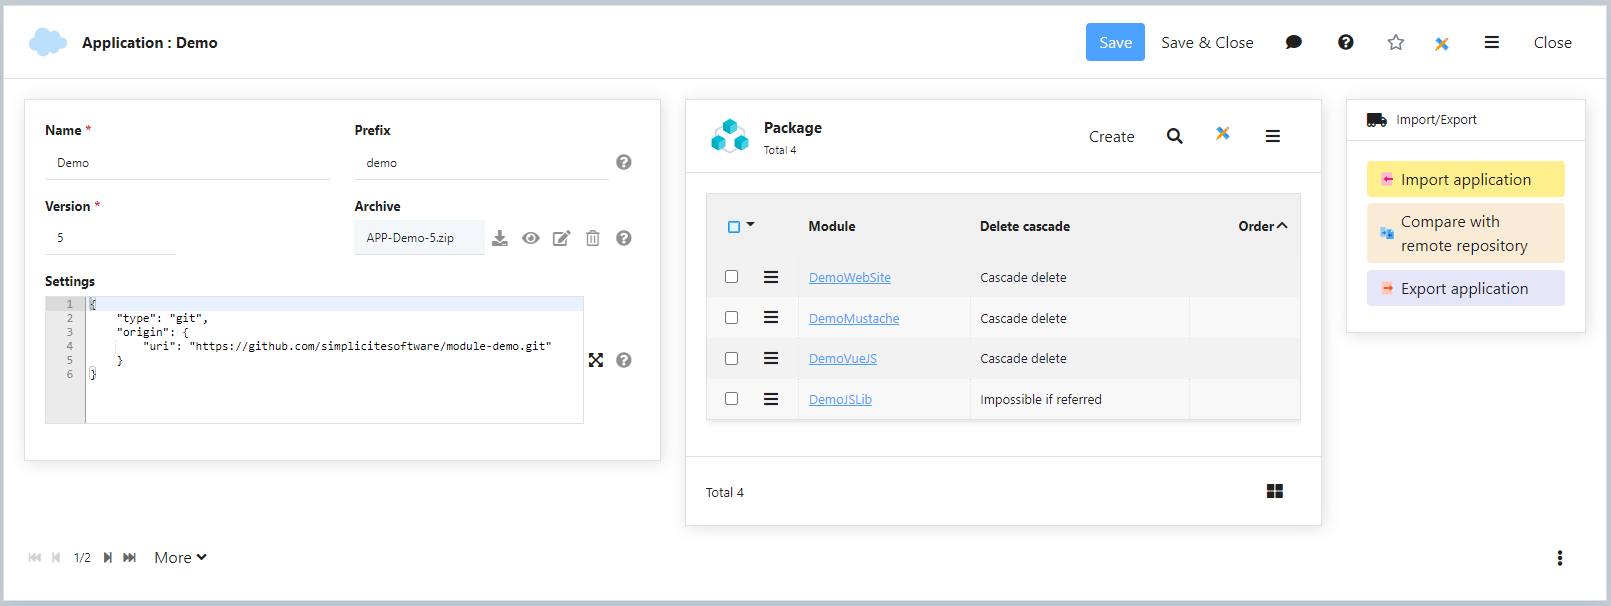 Application : Demo
Save
Save & Close
Close
Name *
Prefix
Demo
demo
Version *
Archive
5
APP-Demo-5.zip
Settings
1 {
2 "type": "git",
3 "origin": {
4 "uri": "https://github.com/simplicitesoftware/module-demo.git"
5 }
6 }
Package
Total 4
Create
Module
Delete cascade
Order
DemoWebSite
Cascade delete
DemoMustache
Cascade delete
DemoVueJS
Cascade delete
DemoJSLib
Impossible if referred
Total 4
Import/Export
Import application
Compare with
remote repository
Export application
1/2
More